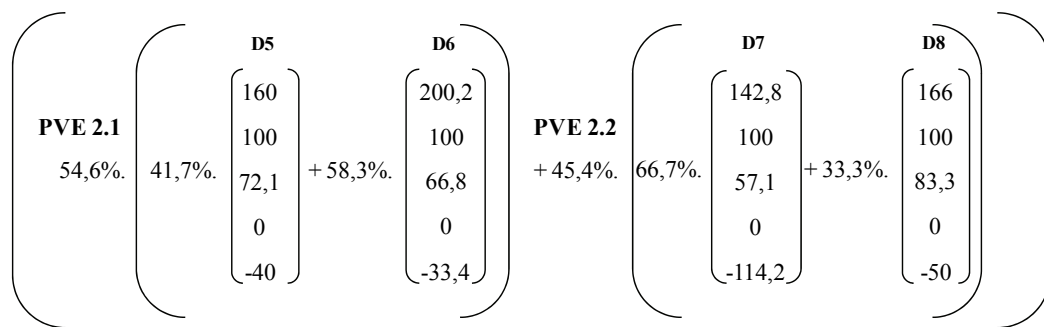 D5 D6 D7 D8
160 200,2 142,8 166
PVE 2.1 100 100 PVE 2.2 100 100
54,6%. 41,7%. 72,1 + 58,3%. 66,8 + 45,4%. 66,7%. 57,1 + 33,3%. 83,3
0 0 0 0
-40 -33,4 -114,2 -50